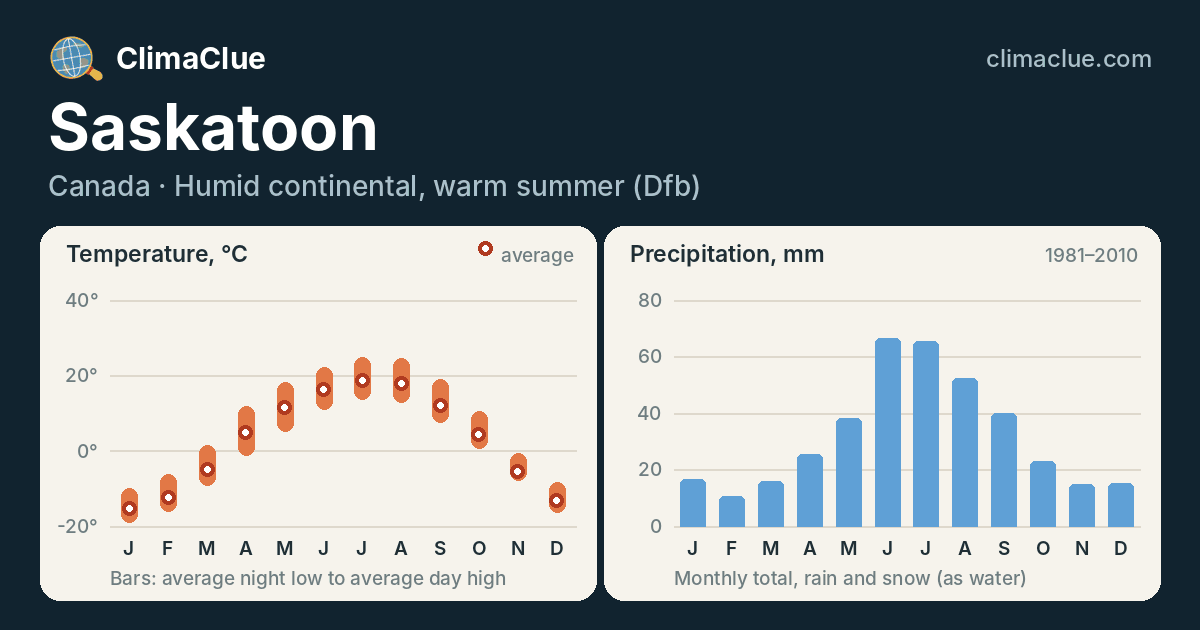 ClimaClue
climaclue.com
Saskatoon
Canada · Humid continental, warm summer (Dfb)
Temperature, °C
average
40°
20°
0°
-20°
J F M A M J J A S O N D
Bars: average night low to average day high
Precipitation, mm
1981–2010
80
60
40
20
0
J F M A M J J A S O N D
Monthly total, rain and snow (as water)